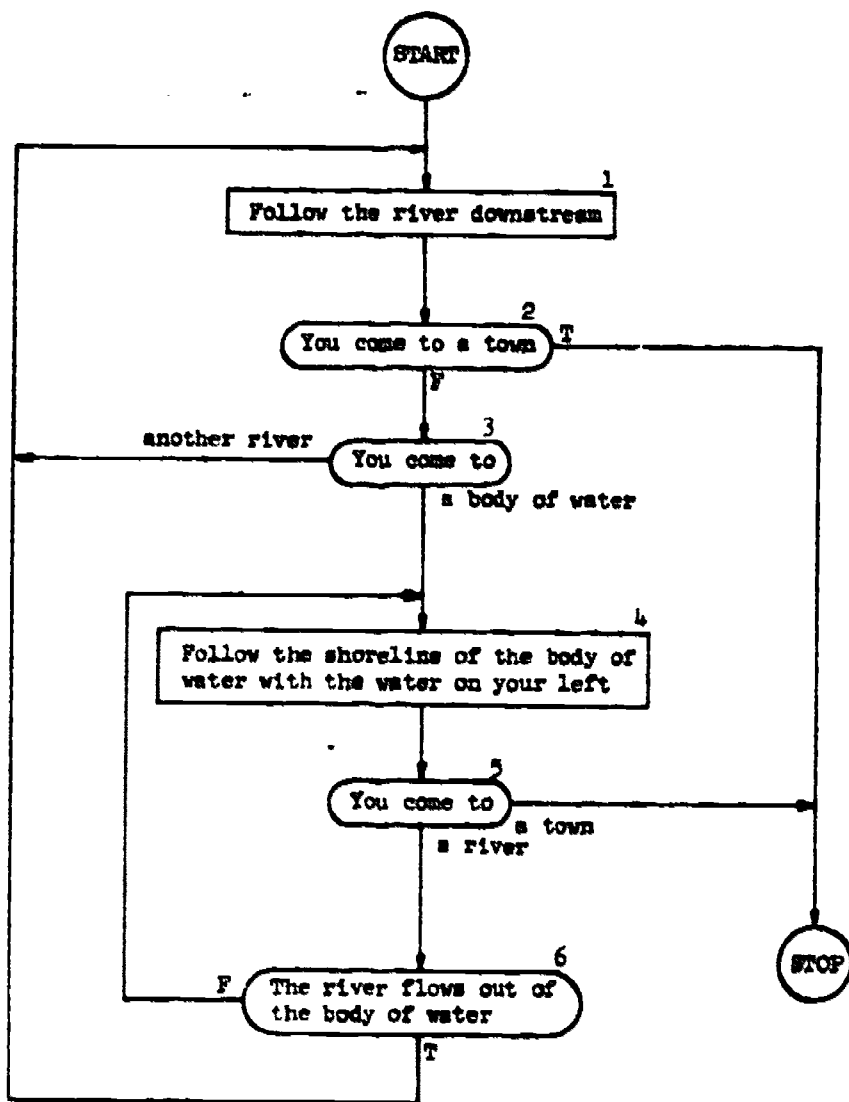 START
1
Follow the river downstream
2
You come to a town
T
F
3
another river
You come to
a body of water
4
Follow the shoreline of the body of
water with the water on your left
5
You come to
a town
a river
6
F
The river flows out of
the body of water
T
STOP